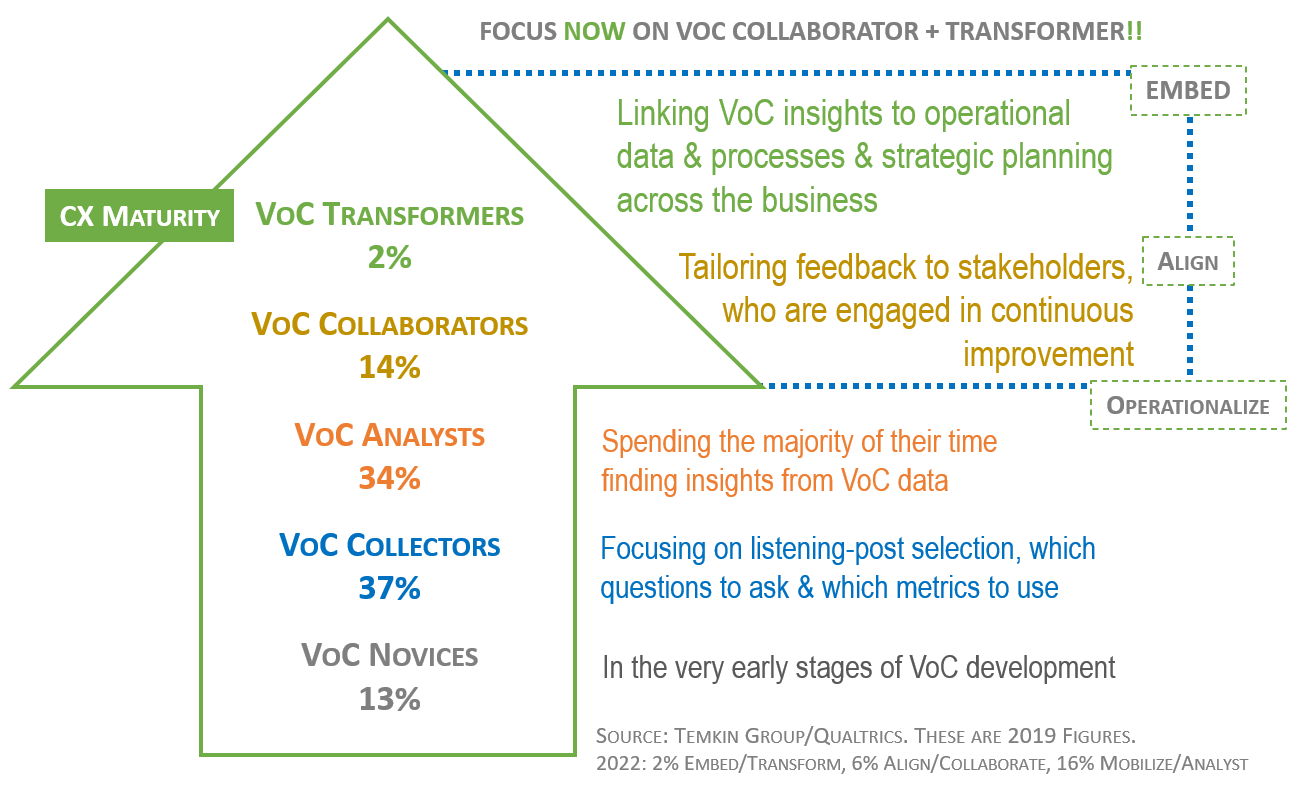 FOCUS NOW ON VOC COLLABORATOR + TRANSFORMER!!
EMBED
Linking VoC insights to operational
data & processes & strategic planning
across the business
CX MATURITY
VOC TRANSFORMERS
2%
ALIGN
Tailoring feedback to stakeholders,
who are engaged in continuous
improvement
VOC COLLABORATORS
14%
OPERATIONALIZE
VOC ANALYSTS
34%
Spending the majority of their time
finding insights from VoC data
VOC COLLECTORS
37%
Focusing on listening-post selection, which
questions to ask & which metrics to use
VOC NOVICES
13%
In the very early stages of VoC development
SOURCE: TEMKIN GROUP/QUALTRICS. THESE ARE 2019 FIGURES.
2022: 2% EMBED/TRANSFORM, 6% ALIGN/COLLABORATE, 16% MOBILIZE/ANALYST